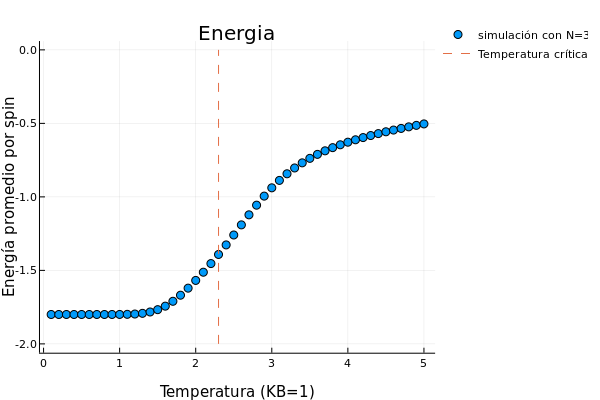 Energia
simulación con N=3
Temperatura crítica
Energía promedio por spin
0.0
-0.5
-1.0
-1.5
-2.0
0 1 2 3 4 5
Temperatura (KB=1)